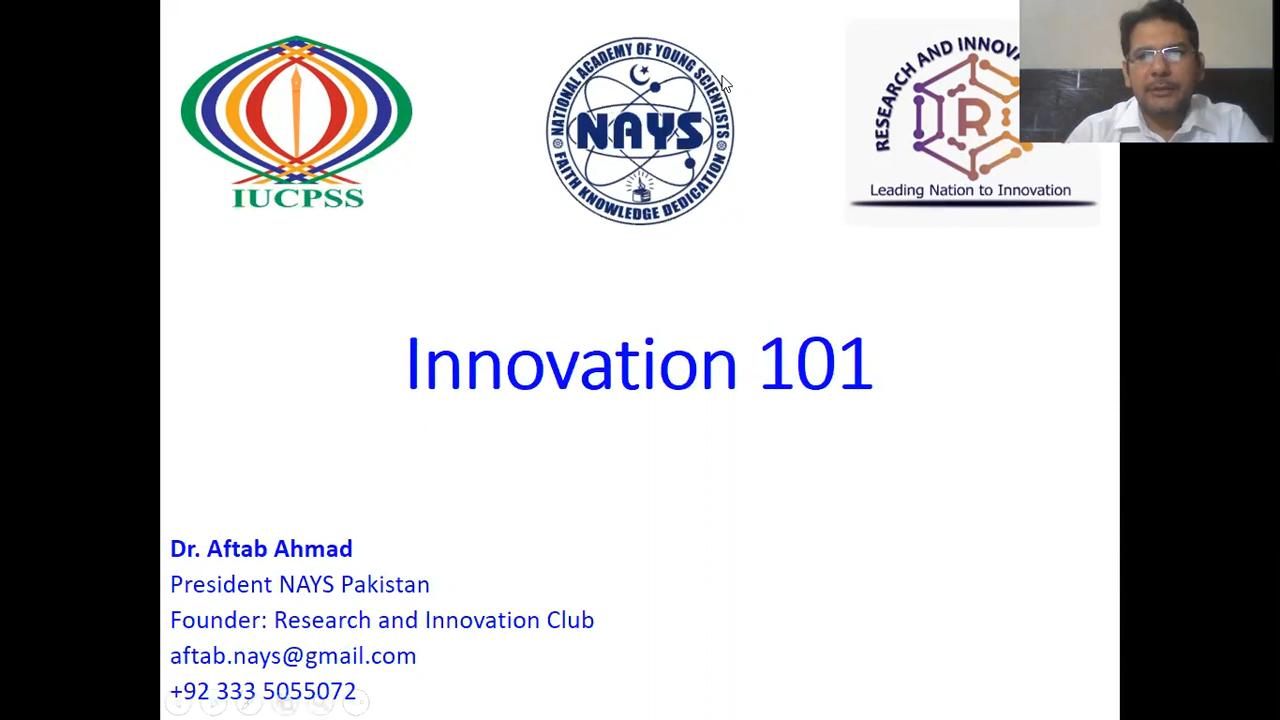 IUCPSS
NATIONAL ACADEMY OF YOUNG SCIENTISTS
NAYS
FAITH KNOWLEDGE DEDICATION
RESEARCH AND
R
Leading Nation to Innovation
Innovation 101
Dr. Aftab Ahmad
President NAYS Pakistan
Founder: Research and Innovation Club
aftab.nays@gmail.com
+92 333 5055072